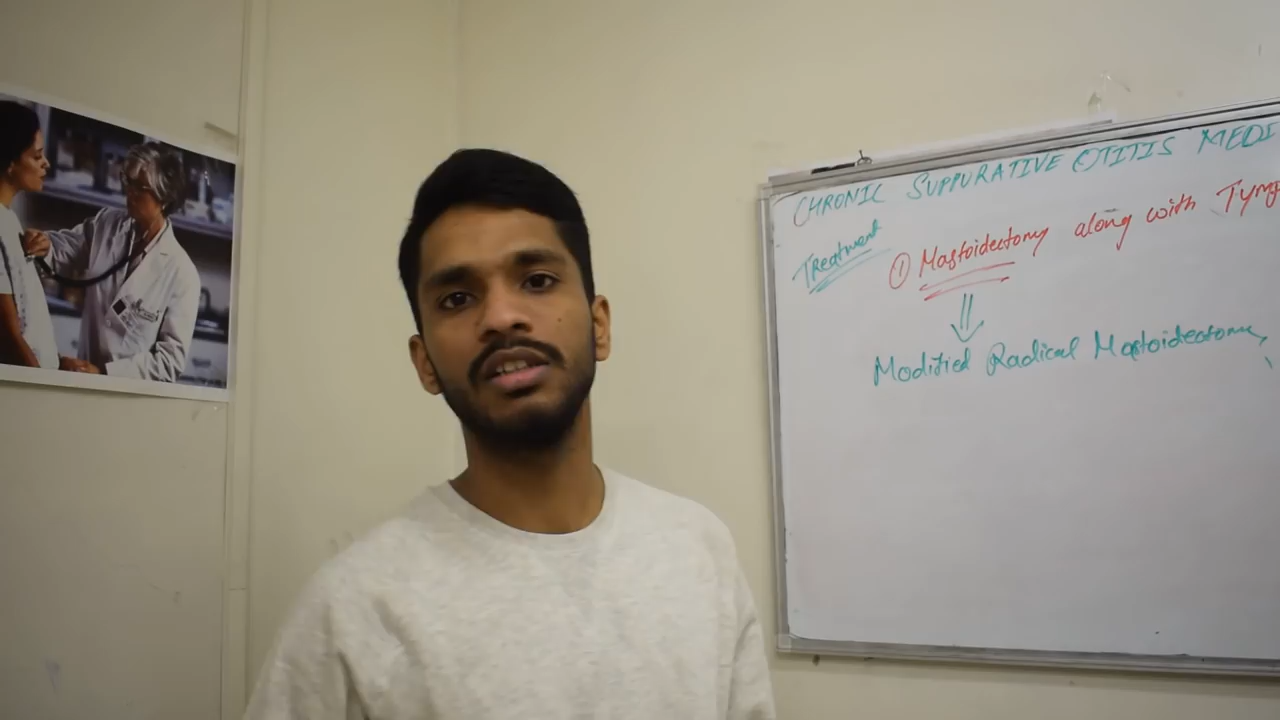 CHRONIC SUPPURATIVE OTITIS MEDI
Treatment
① Mastoidectomy along with Tymp
Modified Radical Mastoidectomy,